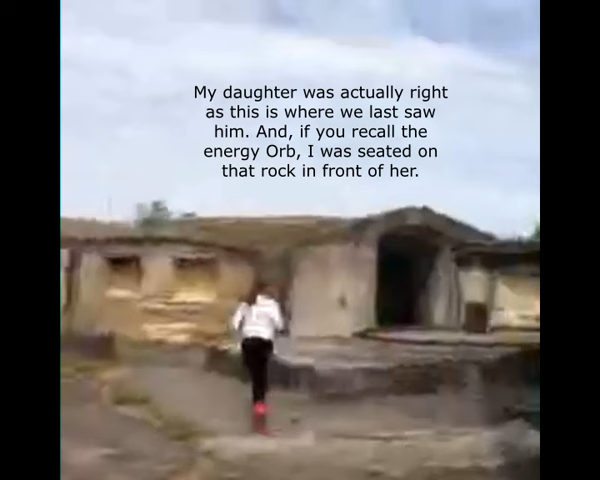 My daughter was actually right
as this is where we last saw
him. And, if you recall the
energy Orb, I was seated on
that rock in front of her.